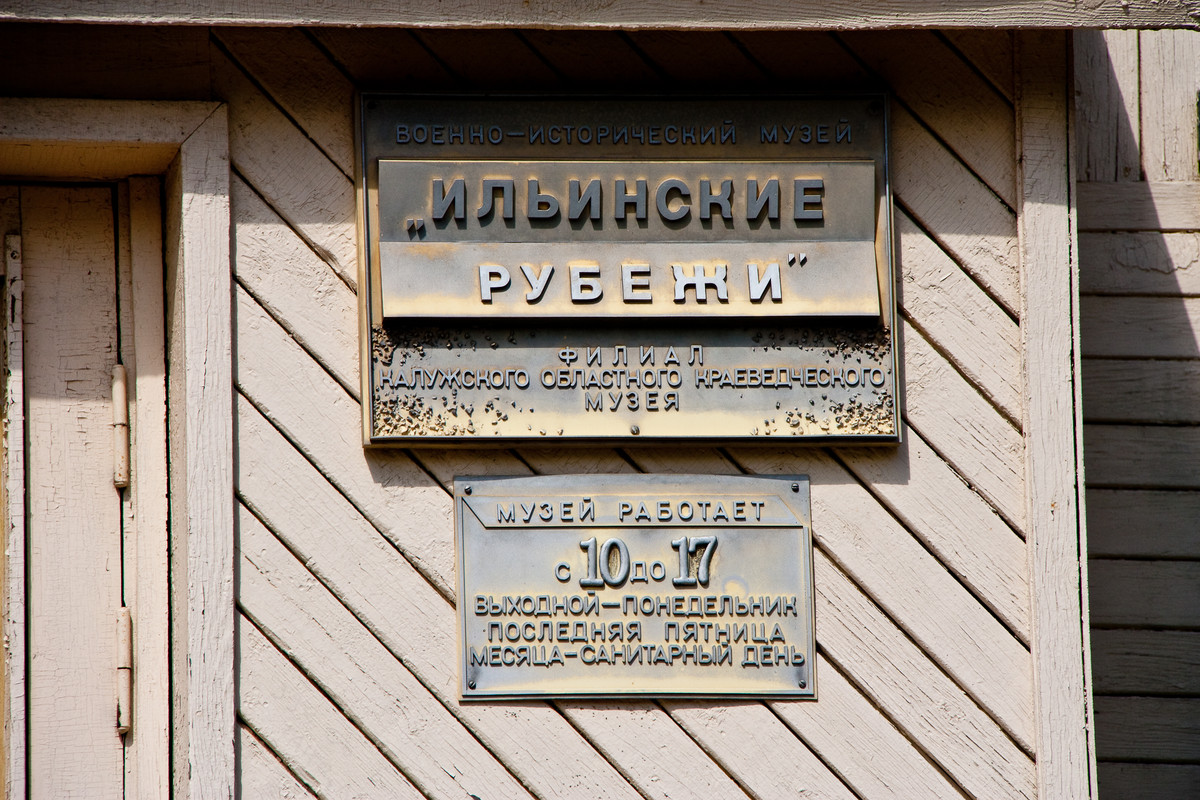 ВОЕННО—ИСТОРИЧЕСКИЙ МУЗЕЙ
„ИЛЬИНСКИЕ
РУБЕЖИ”
ФИЛИАЛ
КАЛУЖСКОГО ОБЛАСТНОГО КРАЕВЕДЧЕСКОГО
МУЗЕЯ
МУЗЕЙ РАБОТАЕТ
с 10 до 17
ВЫХОДНОЙ—ПОНЕДЕЛЬНИК
ПОСЛЕДНЯЯ ПЯТНИЦА
МЕСЯЦА—САНИТАРНЫЙ ДЕНЬ